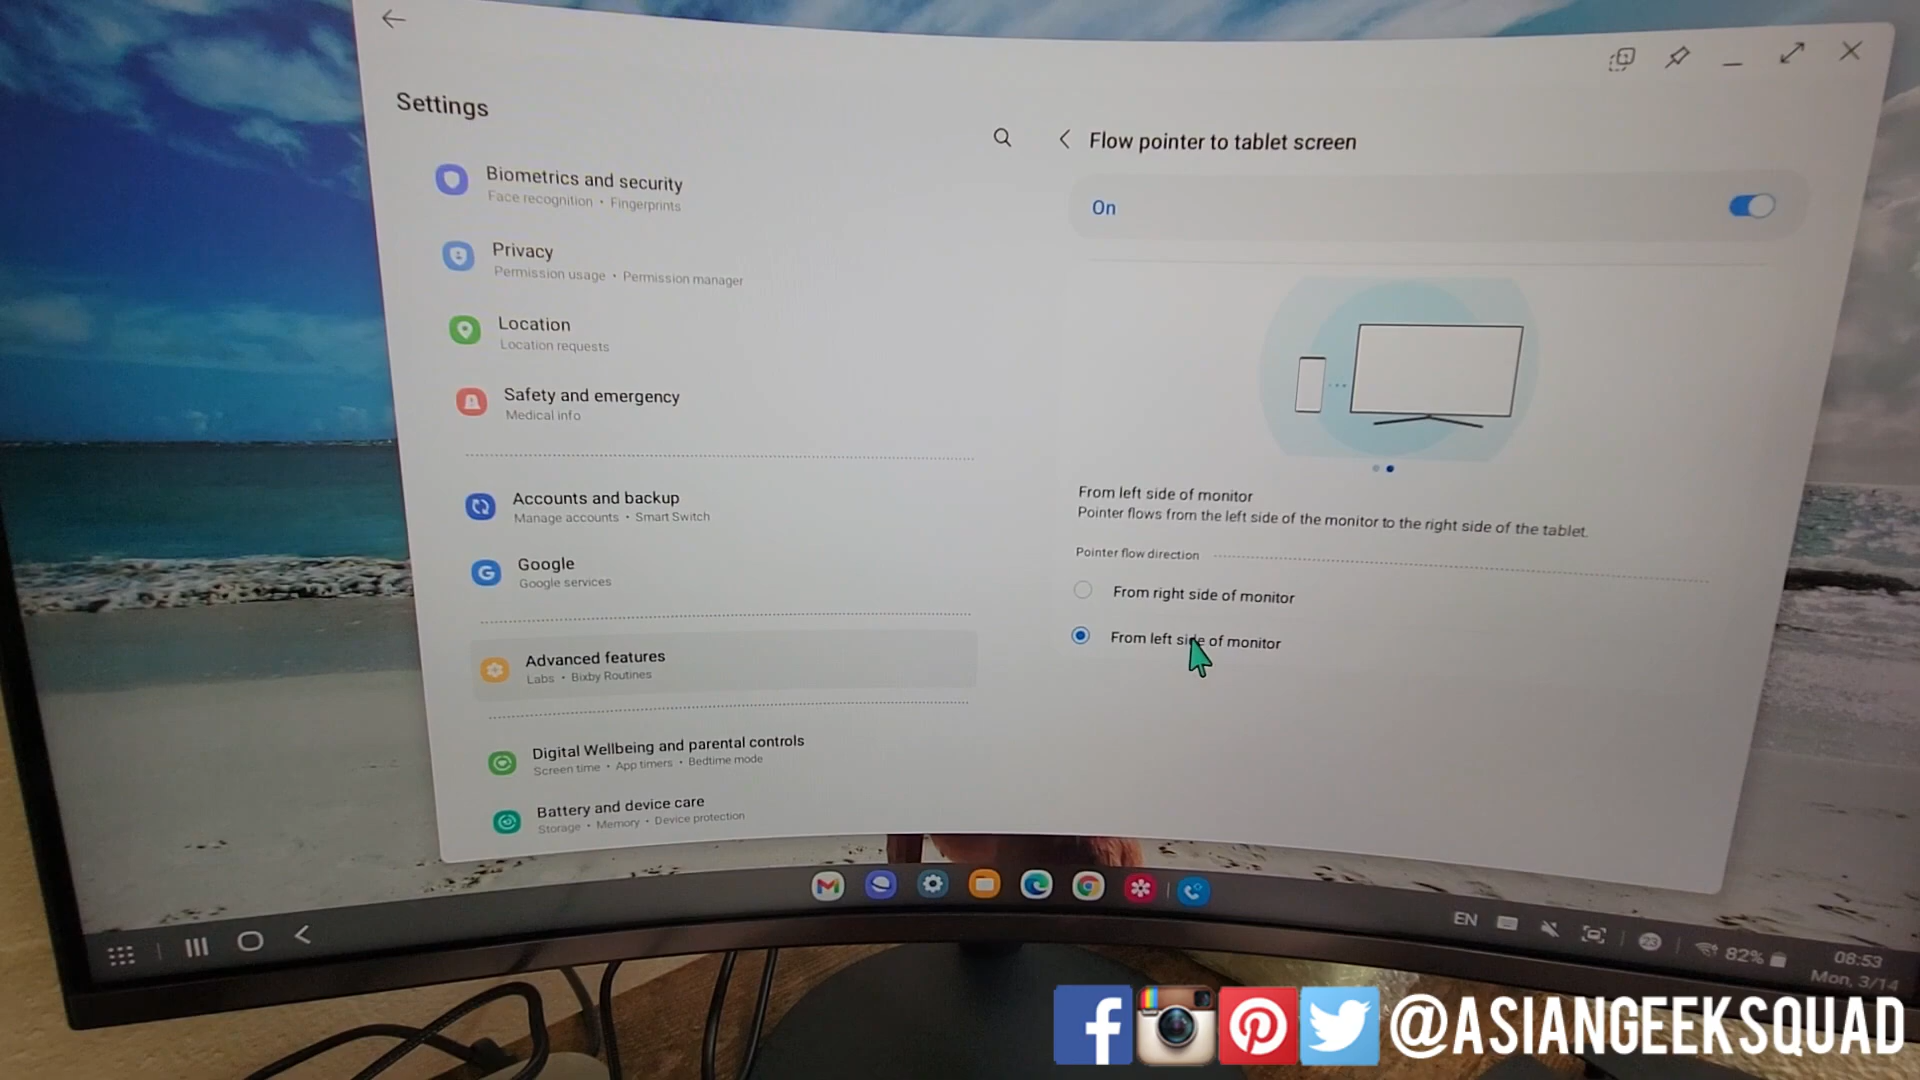 Settings
Biometrics and security
Face recognition • Fingerprints
Privacy
Permission usage • Permission manager
Location
Location requests
Safety and emergency
Medical info
Accounts and backup
Manage accounts • Smart Switch
Google
Google services
Advanced features
Labs • Bixby Routines
Digital Wellbeing and parental controls
Screen time • App timers • Bedtime mode
Battery and device care
Storage • Memory • Device protection
Flow pointer to tablet screen
On
From left side of monitor
Pointer flows from the left side of the monitor to the right side of the tablet.
Pointer flow direction
From right side of monitor
From left side of monitor
EN
23
82%
08:53
Mon, 3/14
@ASIANGEEKSQUAD